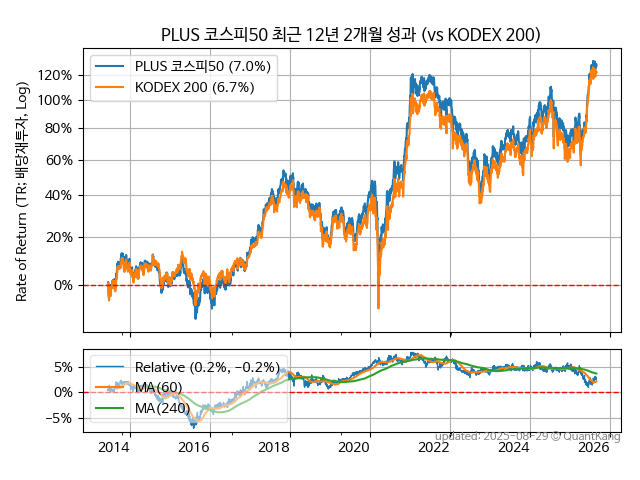 PLUS 코스피50 최근 12년 2개월 성과 (vs KODEX 200)
Rate of Return (TR: 배당재투자, Log)
PLUS 코스피50 (7.0%)
KODEX 200 (6.7%)
120%
100%
80%
60%
40%
20%
0%
Relative (0.2%, −0.2%)
MA(60)
MA(240)
5%
0%
−5%
updated: 2025-08-29 © QuantKang
2014 2016 2018 2020 2022 2024 2026